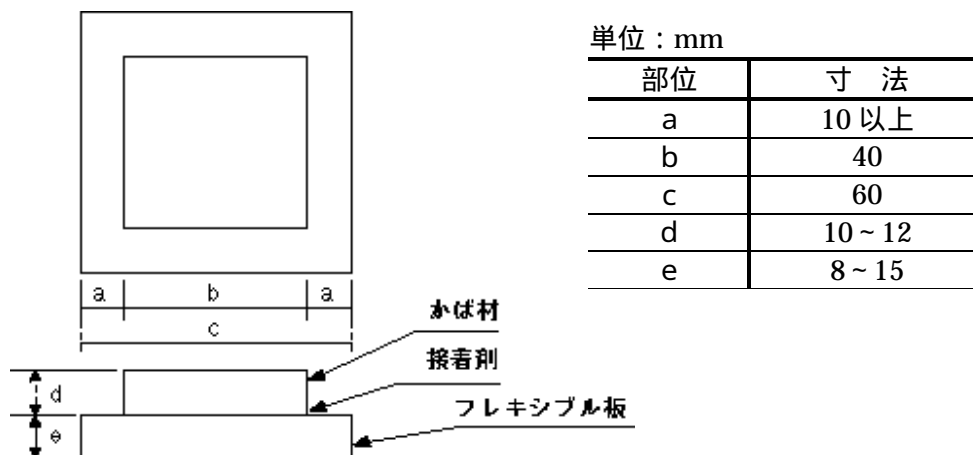 単位：mm
部位 寸 法
a 10 以上
b 40
c 60
d 10 ~ 12
e 8 ~ 15
a b a
c
かば材
接着剤
d
フレキシブル板
e